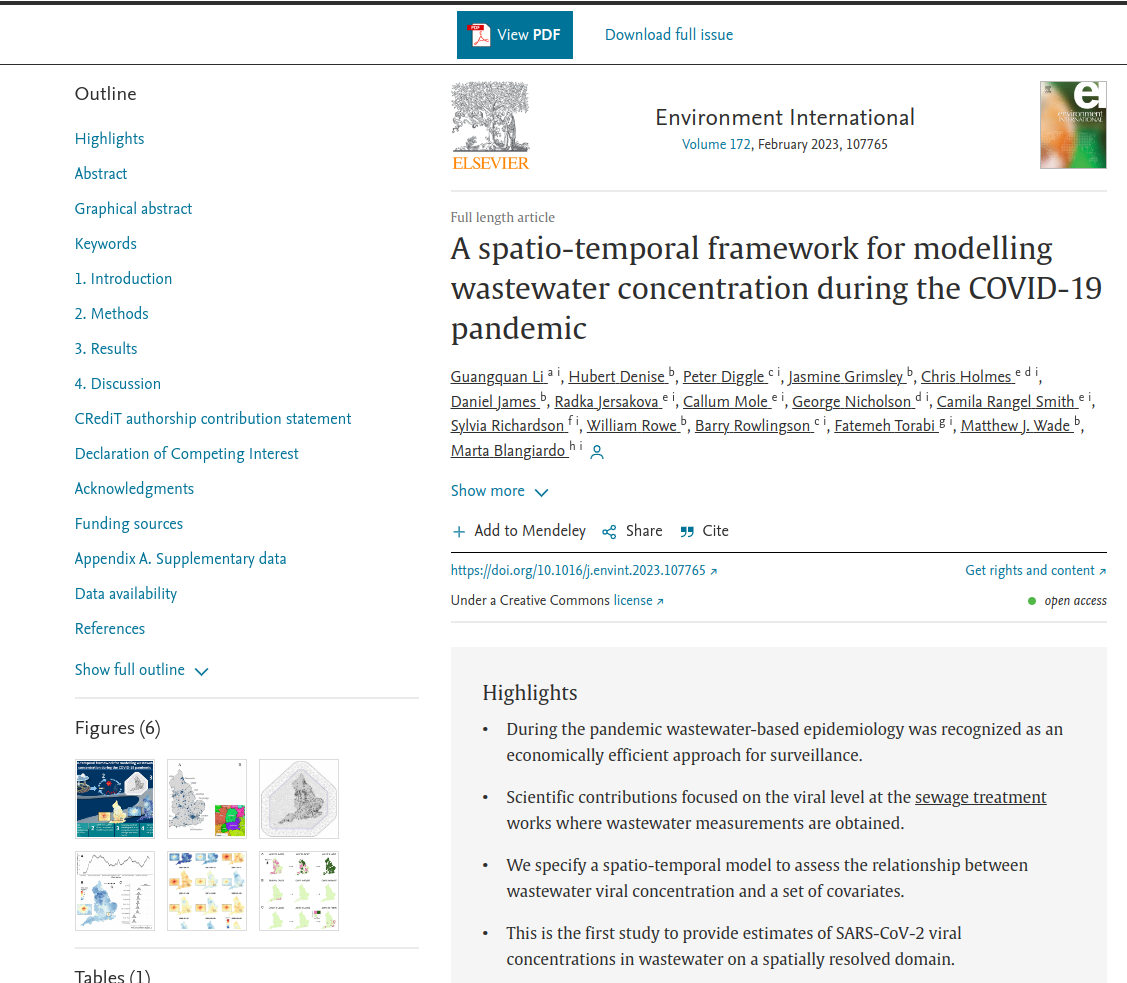 View PDF
Download full issue
Outline
Highlights
Abstract
Graphical abstract
Keywords
1. Introduction
2. Methods
3. Results
4. Discussion
CRediT authorship contribution statement
Declaration of Competing Interest
Acknowledgments
Funding sources
Appendix A. Supplementary data
Data availability
References
Show full outline
Figures (6)
Tables (1)
ELSEVIER
Environment International
Volume 172, February 2023, 107765
Full length article
A spatio-temporal framework for modelling
wastewater concentration during the COVID-19
pandemic
Guangquan Li a i, Hubert Denise b, Peter Diggle c i, Jasmine Grimsley b, Chris Holmes e d i,
Daniel James b, Radka Jersakova e i, Callum Mole e i, George Nicholson d i, Camila Rangel Smith e i,
Sylvia Richardson f i, William Rowe b, Barry Rowlingson c i, Fatemeh Torabi g i, Matthew J. Wade b,
Marta Blangiardo h i
Show more
Add to Mendeley Share Cite
https://doi.org/10.1016/j.envint.2023.107765
Get rights and content
Under a Creative Commons license
open access
Highlights
• During the pandemic wastewater-based epidemiology was recognized as an
economically efficient approach for surveillance.
• Scientific contributions focused on the viral level at the sewage treatment
works where wastewater measurements are obtained.
• We specify a spatio-temporal model to assess the relationship between
wastewater viral concentration and a set of covariates.
• This is the first study to provide estimates of SARS-CoV-2 viral
concentrations in wastewater on a spatially resolved domain.